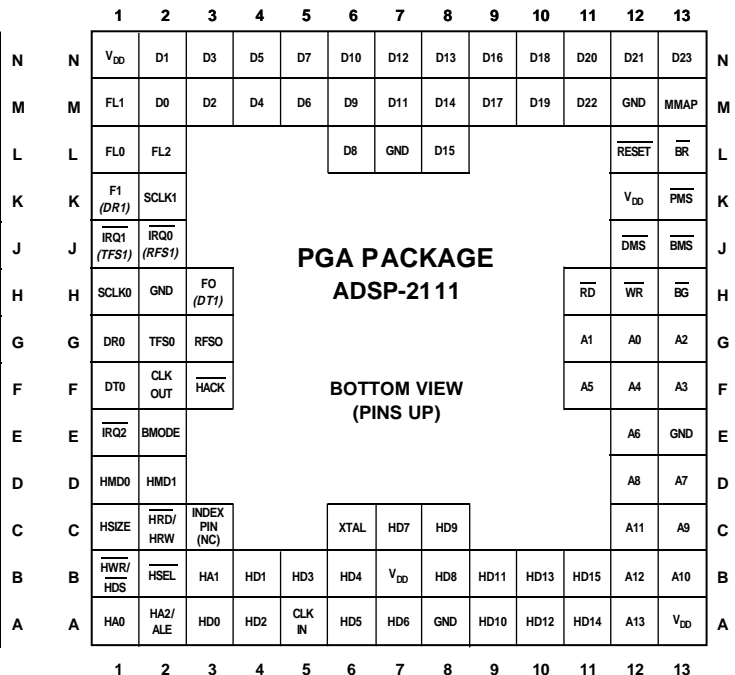 1 2 3 4 5 6 7 8 9 10 11 12 13
N N VDD D1 D3 D5 D7 D10 D12 D13 D16 D18 D20 D21 D23 N
M M FL1 D0 D2 D4 D6 D9 D11 D14 D17 D19 D22 GND MMAP M
L L FL0 FL2 D8 GND D15 RESET BR L
K K F1 (DR1) SCLK1 VDD PMS K
J J IRQ1 (TFS1) IRQ0 (RFS1) DMS BMS J
PGA PACKAGE
H H SCLK0 GND FO (DT1) ADSP-2111 RD WR BG H
G G DR0 TFS0 RFSO A1 A0 A2 G
F F DT0 CLK OUT HACK BOTTOM VIEW A5 A4 A3 F
(PINS UP)
E E IRQ2 BMODE A6 GND E
D D HMD0 HMD1 A8 A7 D
C C HSIZE HRD/ HRW INDEX PIN (NC) XTAL HD7 HD9 A11 A9 C
B B HWR/ HDS HSEL HA1 HD1 HD3 HD4 VDD HD8 HD11 HD13 HD15 A12 A10 B
A A HA0 HA2/ ALE HD0 HD2 CLK IN HD5 HD6 GND HD10 HD12 HD14 A13 VDD A
1 2 3 4 5 6 7 8 9 10 11 12 13